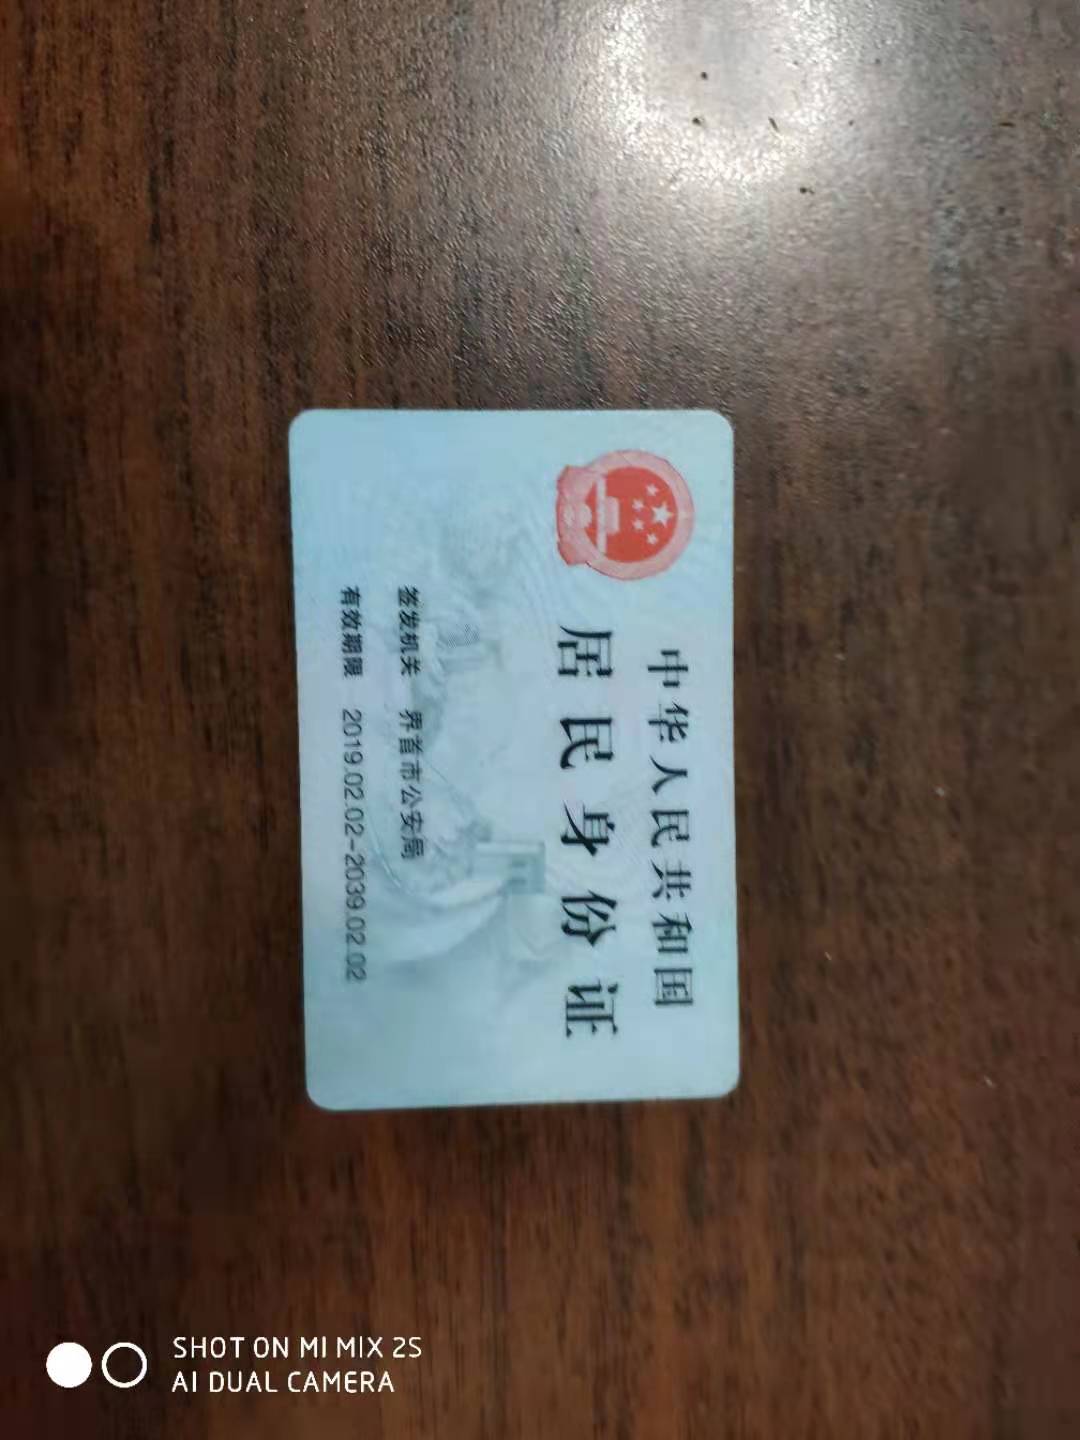 中华人民共和国
居民身份证
签发机关 界首市公安局
有效期限 2019.02.02-2039.02.02
SHOT ON MI MIX 2S
AI DUAL CAMERA